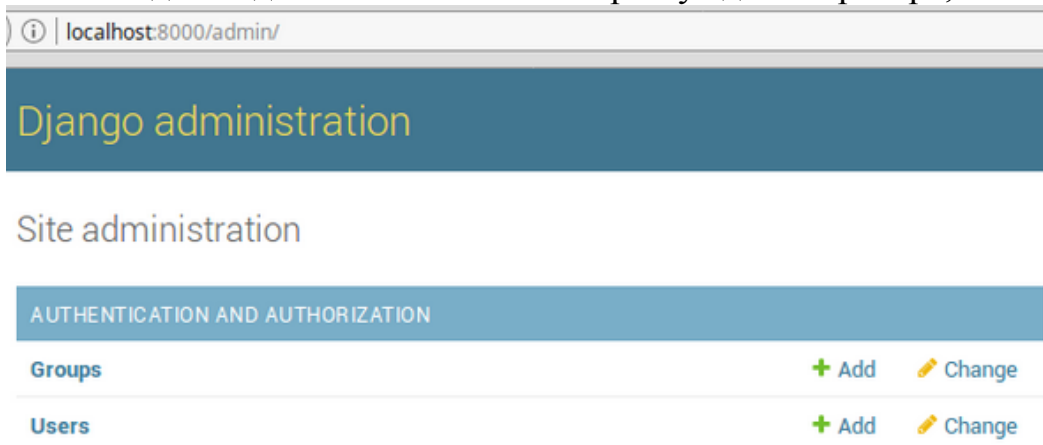 localhost:8000/admin/
Django administration
Site administration
AUTHENTICATION AND AUTHORIZATION
Groups + Add Change
Users + Add Change